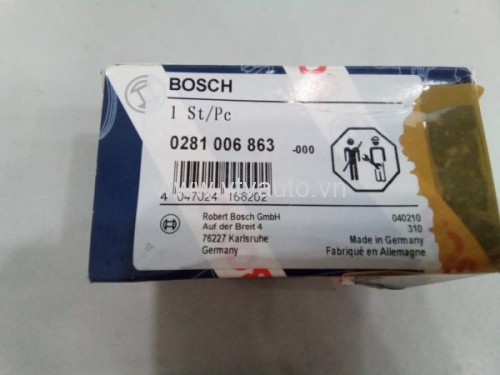 BOSCH
1 St/Pc
0281 006 863 -000
4 047024 168202
Robert Bosch GmbH
Auf der Breit 4
76227 Karlsruhe
Germany
040210
310
Made in Germany
Fabriqué en Allemagne